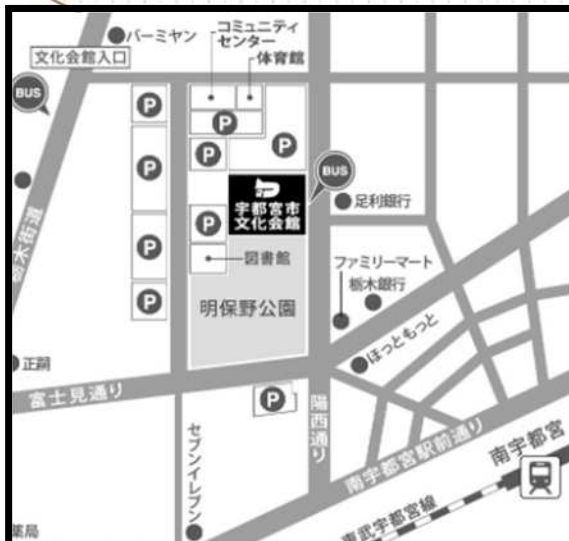 バーミヤン
コミュニティ
センター
体育館
文化会館入口
BUS
P
P
P
P
P
BUS
宇都宮市
文化会館
足利銀行
P
P
図書館
ファミリーマート
栃木銀行
栃木街道
P
P
明保野公園
ほっともっと
正嗣
富士見通り
P
陽西通り
セブンイレブン
南宇都宮駅前通り
南宇都宮
東武宇都宮線
薬局